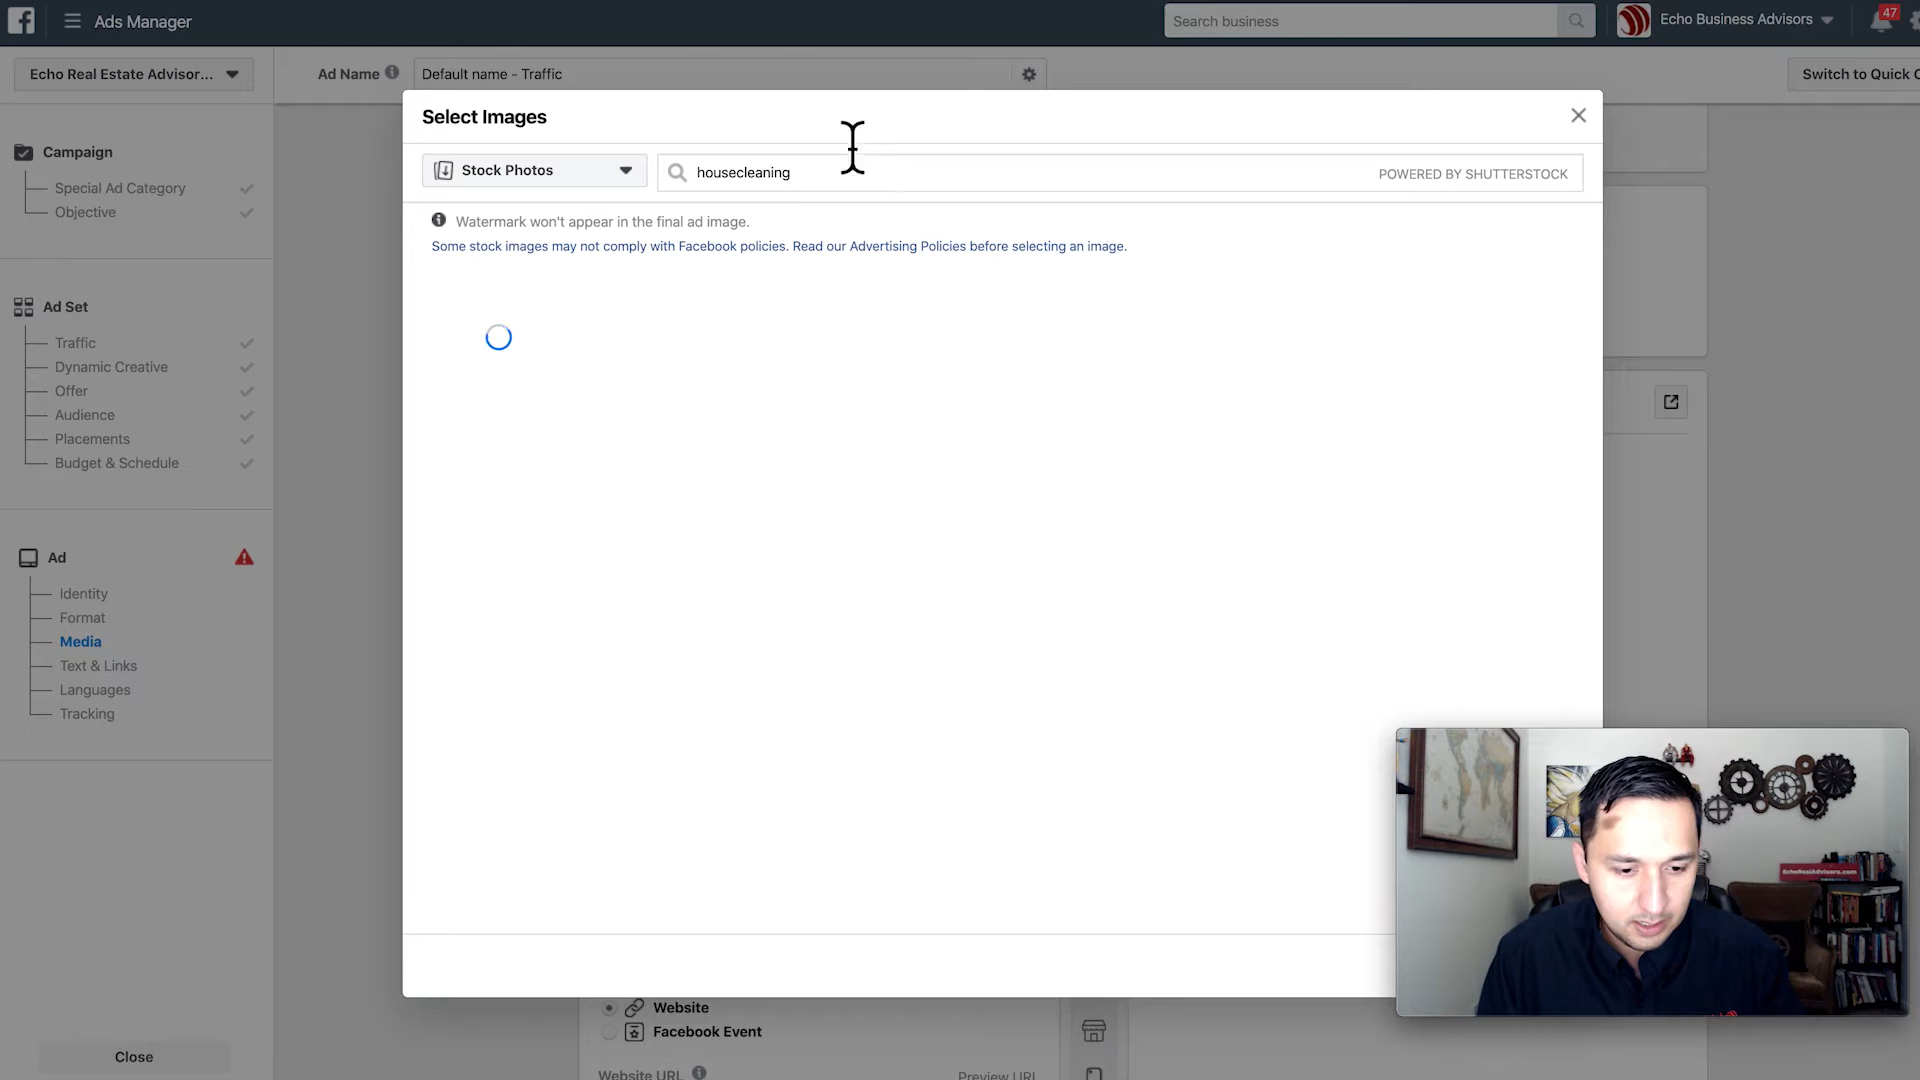 Ads Manager
Search business
Echo Business Advisors
47
Echo Real Estate Advisor...
Ad Name
Default name - Traffic
Switch to Quick C
Select Images
Stock Photos
housecleaning
POWERED BY SHUTTERSTOCK
Watermark won't appear in the final ad image.
Some stock images may not comply with Facebook policies. Read our Advertising Policies before selecting an image.
Campaign
Special Ad Category
Objective
Ad Set
Traffic
Dynamic Creative
Offer
Audience
Placements
Budget & Schedule
Ad
Identity
Format
Media
Text & Links
Languages
Tracking
EchoRealAdvisors.com
Website
Facebook Event
Website URL
Preview URL
Close